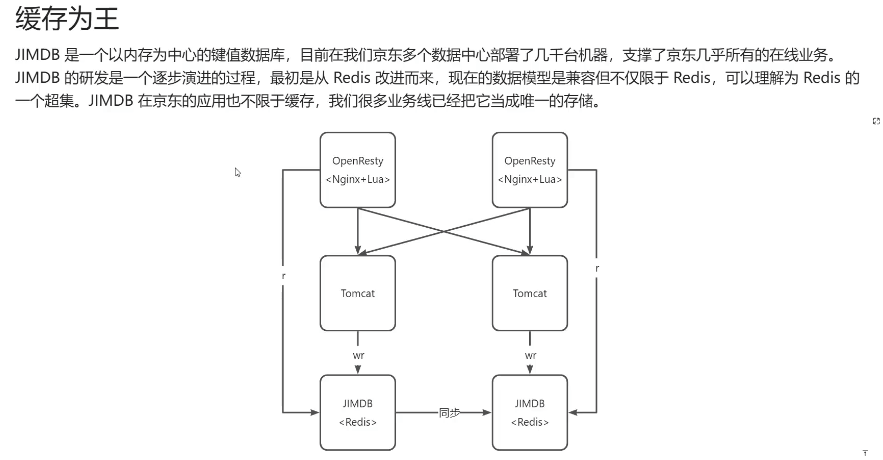 缓存为王
JIMDB 是一个以内存为中心的键值数据库，目前在我们京东多个数据中心部署了几千台机器，支撑了京东几乎所有的在线业务。
JIMDB 的研发是一个逐步演进的过程，最初是从 Redis 改进而来，现在的数据模型是兼容但不仅限于 Redis，可以理解为 Redis 的
一个超集。JIMDB 在京东的应用也不限于缓存，我们很多业务线已经把它当成唯一的存储。
OpenResty
<Nginx+Lua>
OpenResty
<Nginx+Lua>
r
r
Tomcat
Tomcat
wr
wr
JIMDB
<Redis>
同步
JIMDB
<Redis>